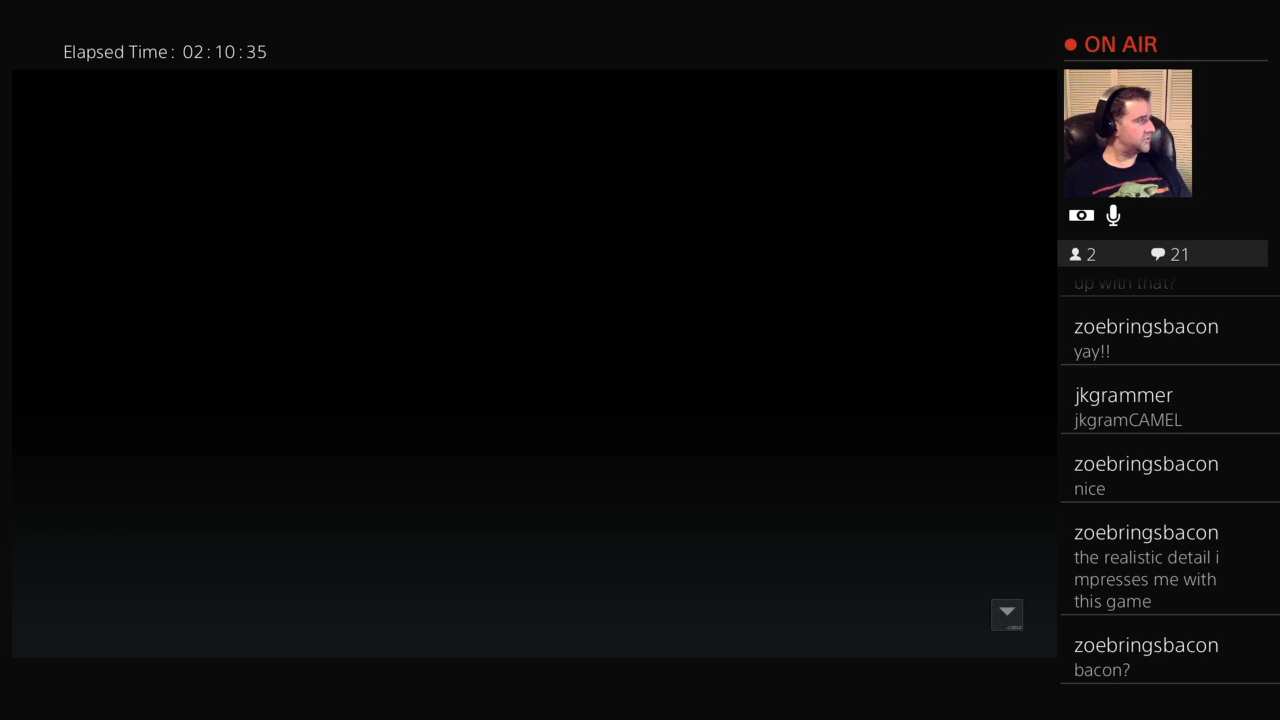 Elapsed Time: 02:10:35
ON AIR
2 21
up with that?
zoebringsbacon
yay!!
jkgrammer
jkgramCAMEL
zoebringsbacon
nice
zoebringsbacon
the realistic detail i
mpresses me with
this game
zoebringsbacon
bacon?